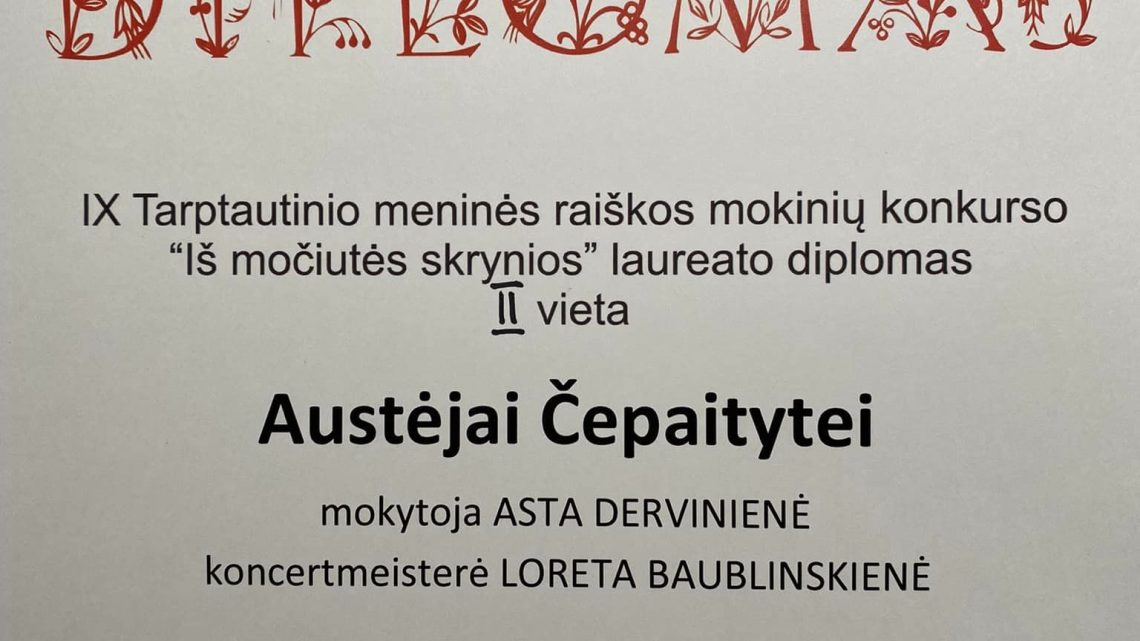 DIPLOMAS
IX Tarptautinio meninės raiškos mokinių konkurso
“Iš močiutės skrynios” laureato diplomas
II vieta
Austėjai Čepaitytei
mokytoja ASTA DERVINIENĖ
koncertmeisterė LORETA BAUBLINSKIENĖ